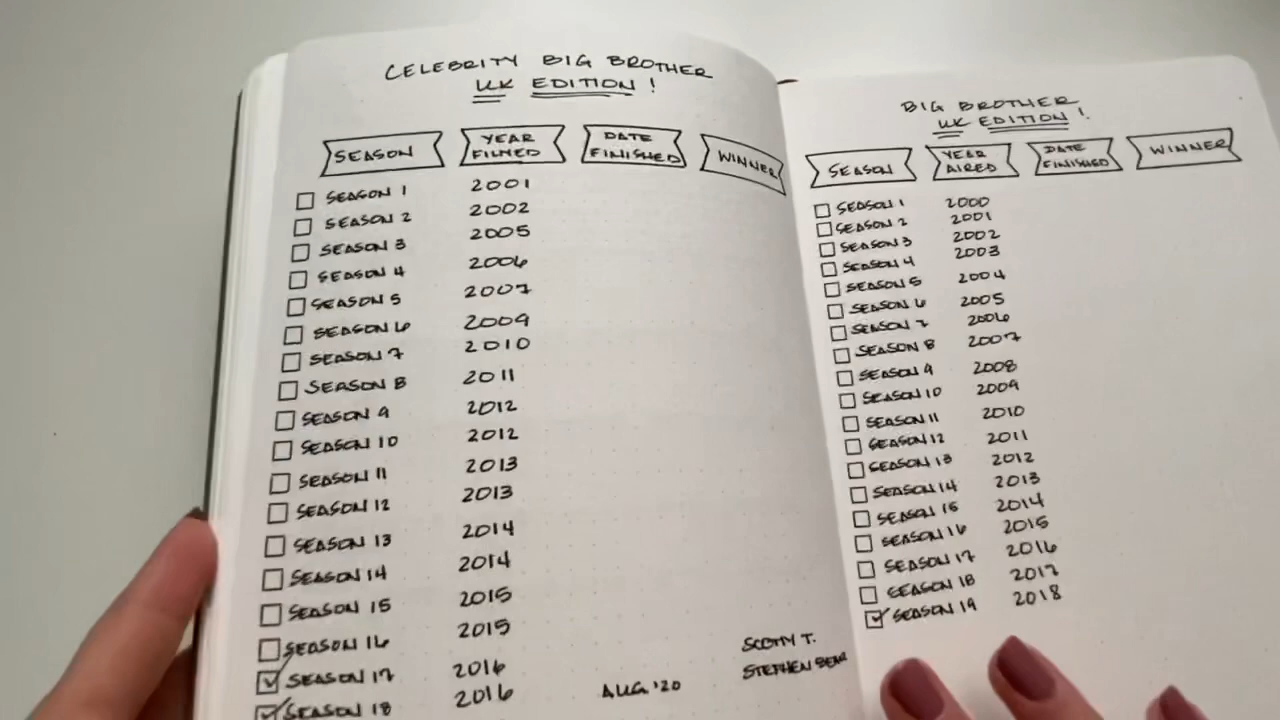 CELEBRITY BIG BROTHER
UK EDITION!
SEASON YEAR FILMED DATE FINISHED WINNER
SEASON 1 2001
SEASON 2 2002
SEASON 3 2005
SEASON 4 2006
SEASON 5 2007
SEASON 6 2009
SEASON 7 2010
SEASON 8 2011
SEASON 9 2012
SEASON 10 2012
SEASON 11 2013
SEASON 12 2013
SEASON 13 2014
SEASON 14 2014
SEASON 15 2015
SEASON 16 2015
SEASON 17 2016 SCOTTY T.
SEASON 18 2016 AUG '20 STEPHEN BEAR
BIG BROTHER
UK EDITION!
SEASON YEAR AIRED DATE FINISHED WINNER
SEASON 1 2000
SEASON 2 2001
SEASON 3 2002
SEASON 4 2003
SEASON 5 2004
SEASON 6 2005
SEASON 7 2006
SEASON 8 2007
SEASON 9 2008
SEASON 10 2009
SEASON 11 2010
SEASON 12 2011
SEASON 13 2012
SEASON 14 2013
SEASON 15 2014
SEASON 16 2015
SEASON 17 2016
SEASON 18 2017
SEASON 19 2018